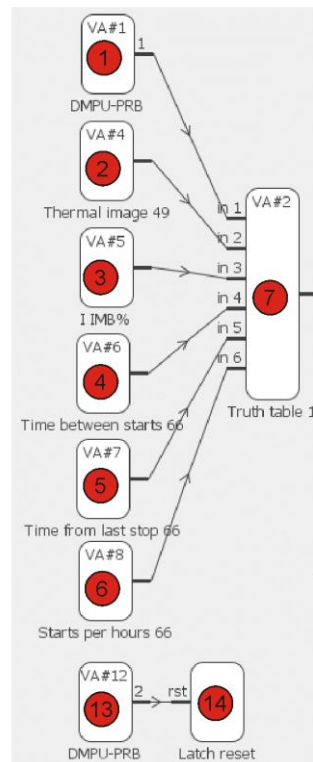 VA#1
1
1
DMPU-PRB
VA#4
2
Thermal image 49
in 1
VA#2
in 2
VA#5
3
in 3
I IMB%
in 4
7
VA#6
4
in 5
in 6
Time between starts 66
Truth table 1
VA#7
5
Time from last stop 66
VA#8
6
Starts per hours 66
VA#12
13
2
rst
14
DMPU-PRB
Latch reset